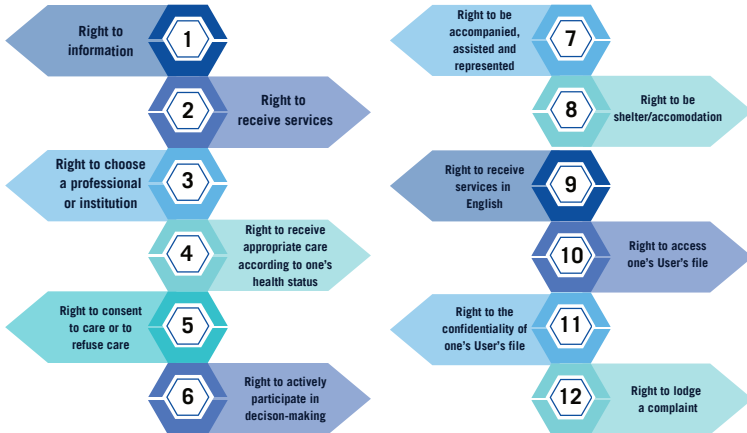 1
Right to
information
2
Right to
receive services
3
Right to choose
a professional
or institution
4
Right to receive
appropriate care
according to one's
health status
5
Right to consent
to care or to
refuse care
6
Right to actively
participate in
decison-making
7
Right to be
accompanied,
assisted and
represented
8
Right to be
shelter/accomodation
9
Right to receive
services in
English
10
Right to access
one's User's file
11
Right to the
confidentiality of
one's User's file
12
Right to lodge
a complaint